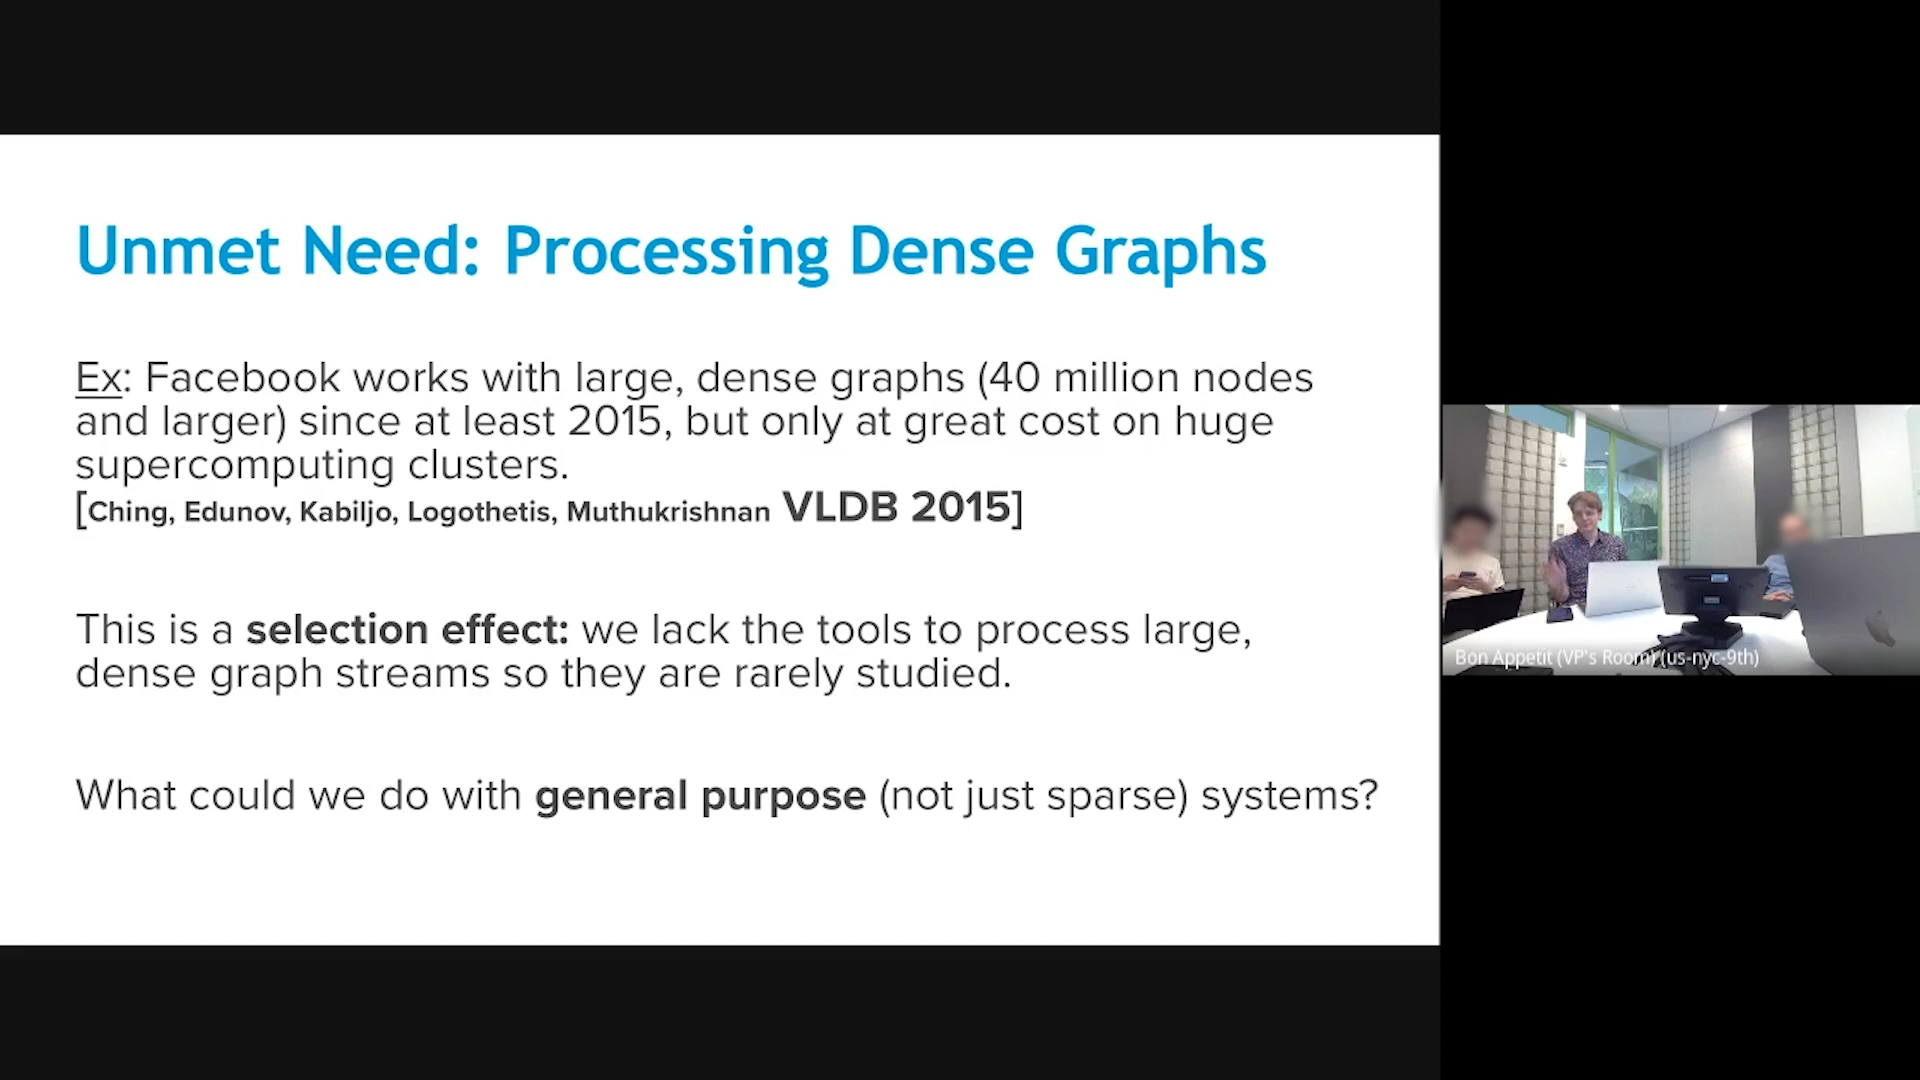 Unmet Need: Processing Dense Graphs
Ex: Facebook works with large, dense graphs (40 million nodes
and larger) since at least 2015, but only at great cost on huge
supercomputing clusters.
[Ching, Edunov, Kabiljo, Logothetis, Muthukrishnan VLDB 2015]
This is a selection effect: we lack the tools to process large,
dense graph streams so they are rarely studied.
What could we do with general purpose (not just sparse) systems?
Bon Appetit (VP's Room) (us-nyc-9th)